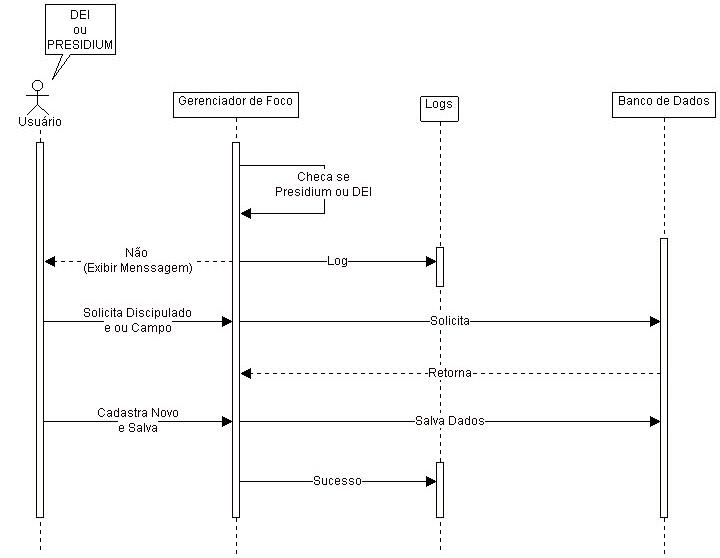 DEI
ou
PRESIDIUM
Usuário
Gerenciador de Foco
Logs
Banco de Dados
Checa se
Presidium ou DEI
Não
(Exibir Menssagem)
Log
Solicita Discipulado
e ou Campo
Solicita
Retorna
Cadastra Novo
e Salva
Salva Dados
Sucesso